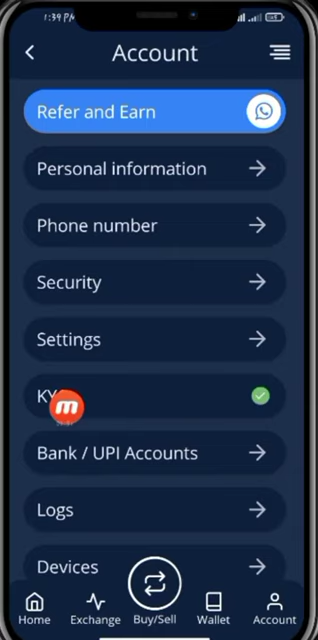 1:39 PM
Account
Refer and Earn
Personal information
Phone number
Security
Settings
Bank / UPI Accounts
Logs
Devices
Home
Exchange
Buy/Sell
Wallet
Account